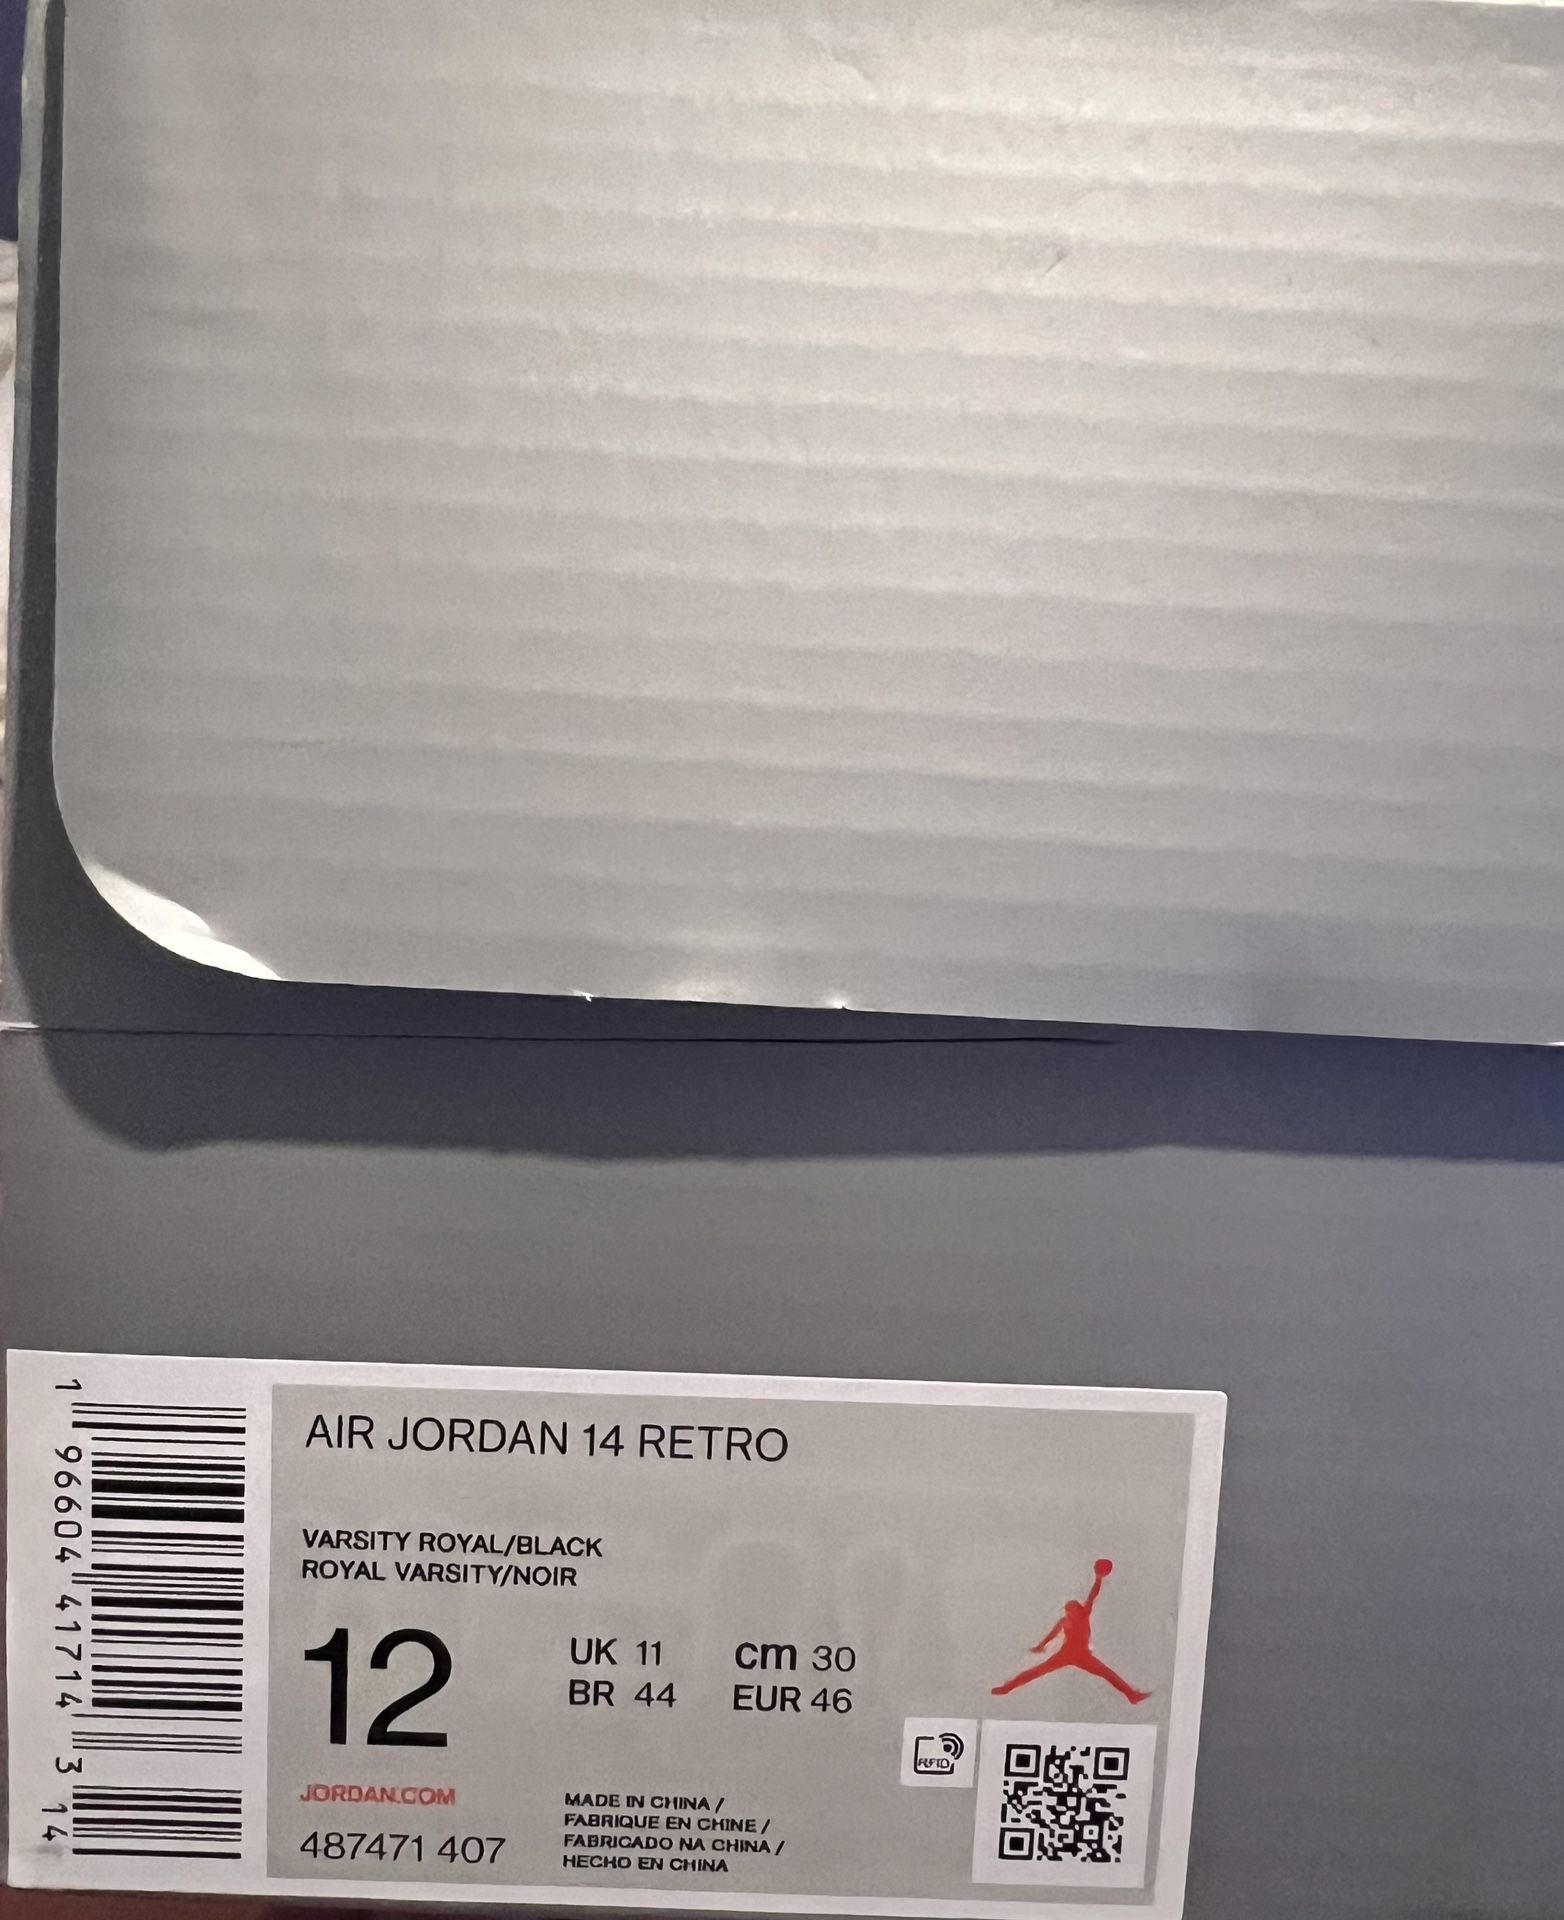 AIR JORDAN 14 RETRO
VARSITY ROYAL/BLACK
ROYAL VARSITY/NOIR
12
UK 11
cm 30
BR 44
EUR 46
JORDAN.COM
487471 407
MADE IN CHINA /
FABRIQUE EN CHINE /
FABRICADO NA CHINA /
HECHO EN CHINA
RFID
1 96604 41714 3 14